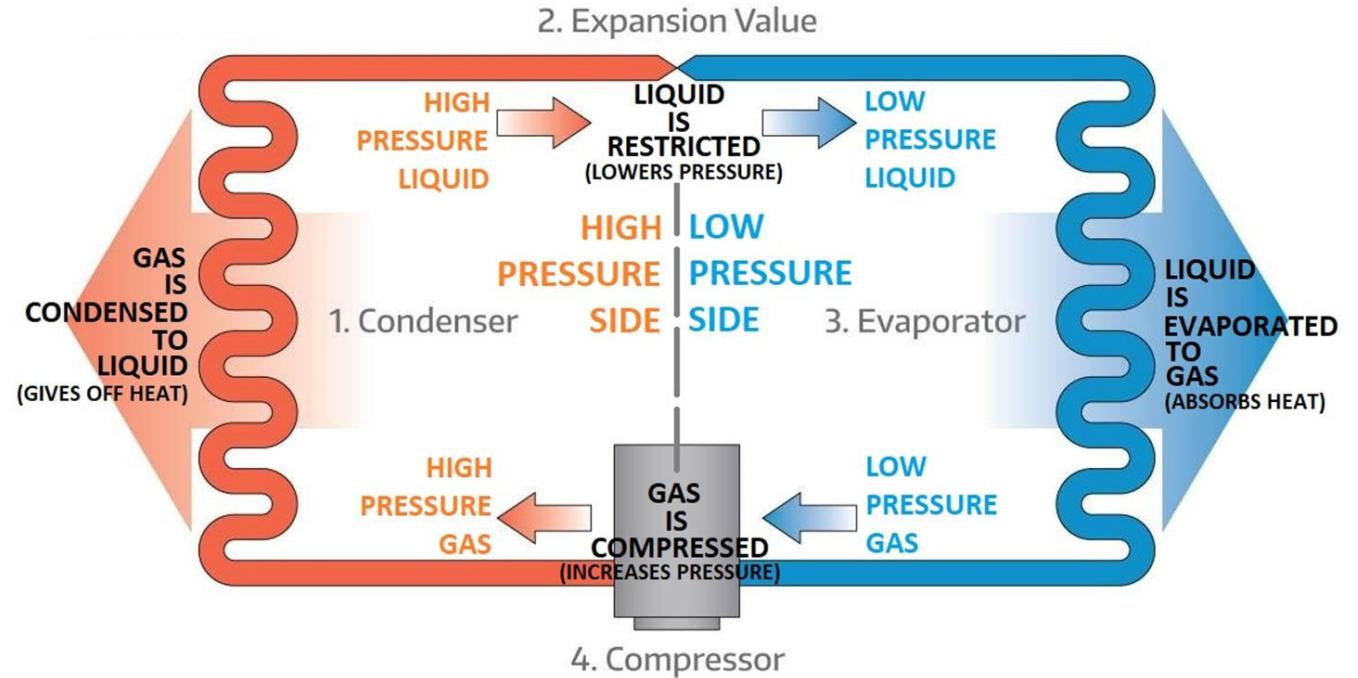 2. Expansion Value
HIGH
PRESSURE
LIQUID
LIQUID
IS
RESTRICTED
(LOWERS PRESSURE)
LOW
PRESSURE
LIQUID
HIGH
PRESSURE
SIDE
LOW
PRESSURE
SIDE
GAS
IS
CONDENSED
TO
LIQUID
(GIVES OFF HEAT)
1. Condenser
3. Evaporator
LIQUID
IS
EVAPORATED
TO
GAS
(ABSORBS HEAT)
HIGH
PRESSURE
GAS
GAS
IS
COMPRESSED
(INCREASES PRESSURE)
LOW
PRESSURE
GAS
4. Compressor